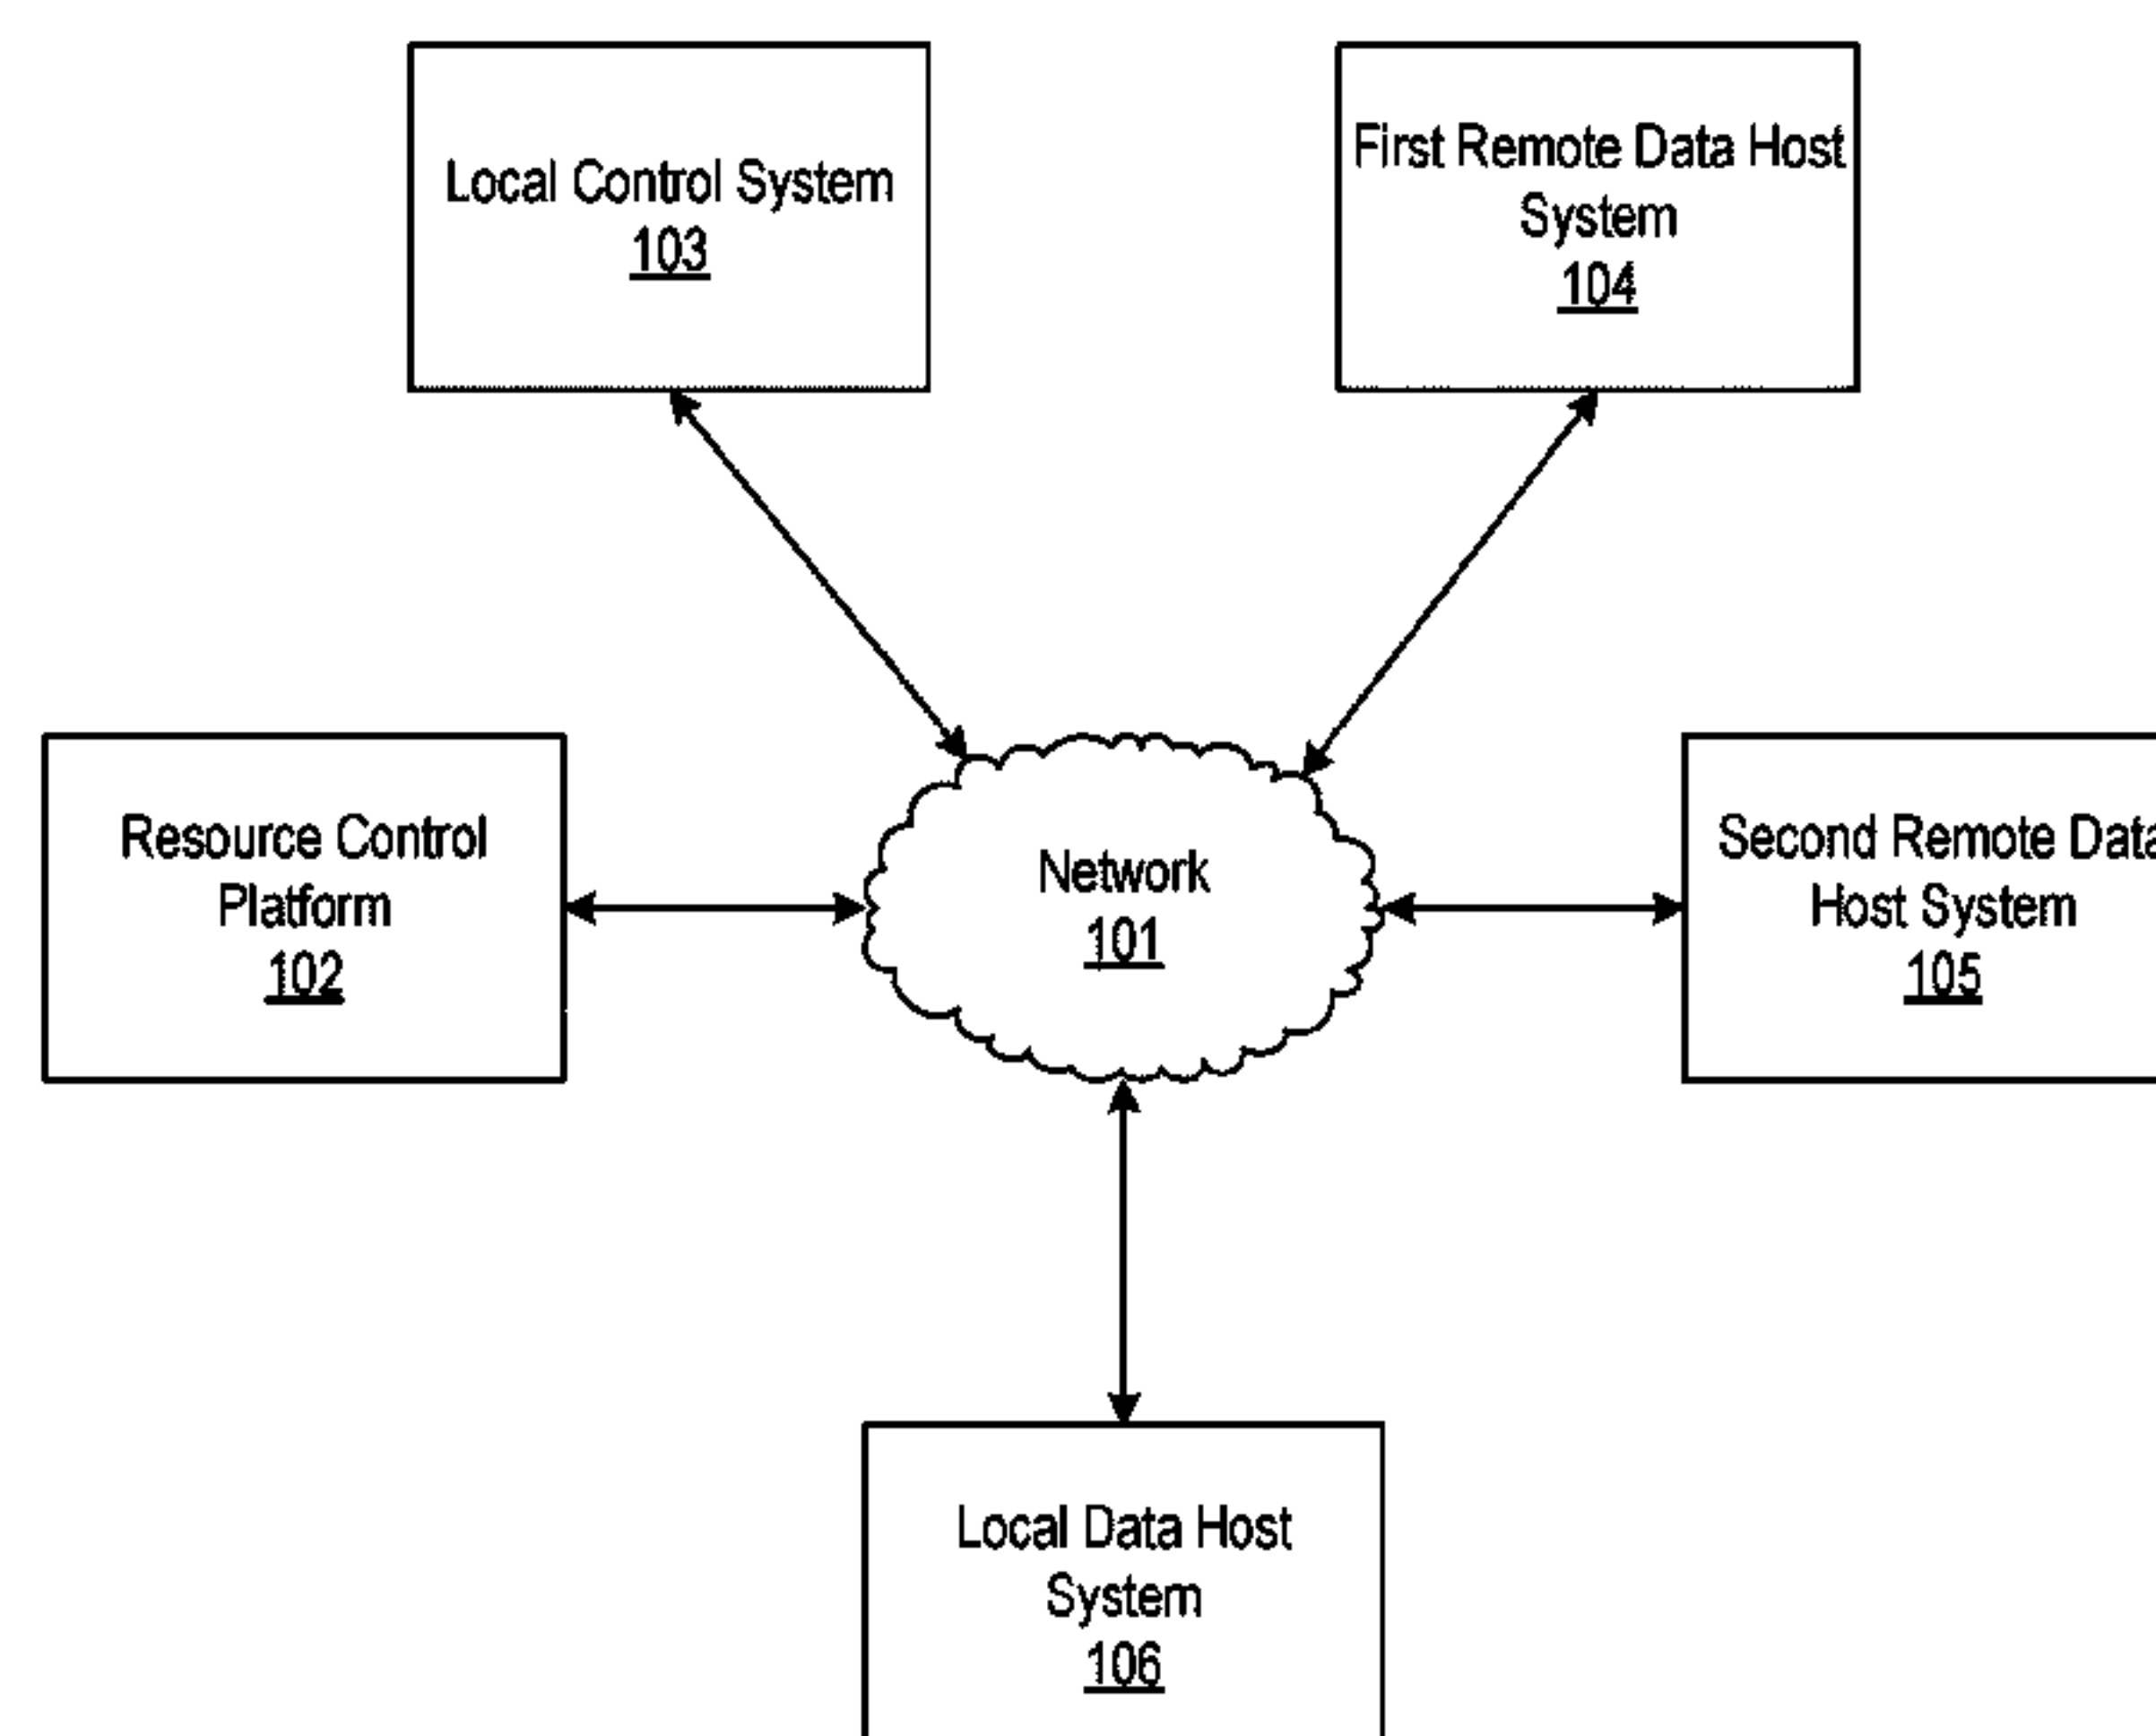 Local Control System
103
First Remote Data Host
System
104
Resource Control
Platform
102
Network
101
Second Remote Data
Host System
105
Local Data Host
System
106